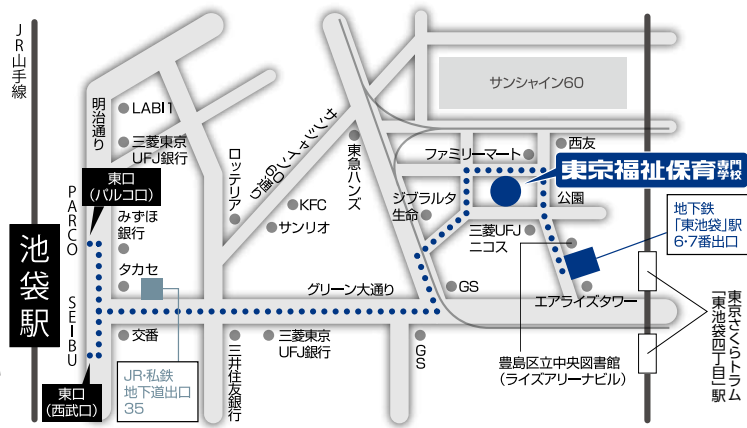 JR山手線
明治通り
LABI1
三菱東京
UFJ銀行
東口
(パルコ口)
PARCO
みずほ
銀行
池袋駅
タカセ
SEIBU
交番
東口
(西武口)
JR・私鉄
地下道出口
35
ロッテリア
サンシャイン60通り
KFC
サンリオ
東急ハンズ
グリーン大通り
三井住友銀行
三菱東京
UFJ銀行
GS
GS
サンシャイン60
ファミリーマート
西友
東京福祉保育専門
学校
ジブラルタ
生命
公園
三菱UFJ
ニコス
地下鉄
「東池袋」駅
6・7番出口
エアライズタワー
豊島区立中央図書館
(ライズアリーナビル)
東京さくらトラム
「東池袋四丁目」駅